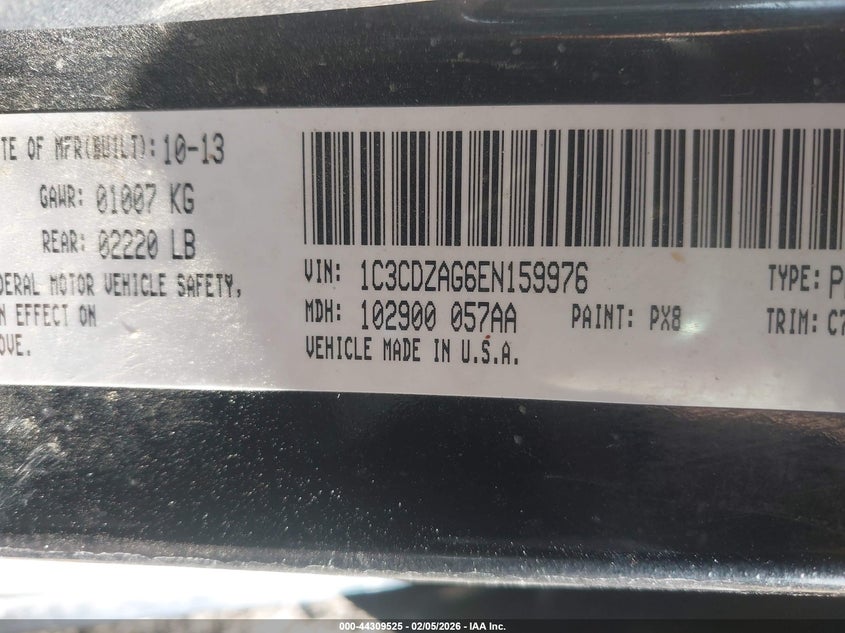 TE OF MFR(BUILT): 10-13
GAWR: 01007 KG
REAR: 02220 LB
DERAL MOTOR VEHICLE SAFETY,
N EFFECT ON
OVE.
VIN: 1C3CDZAG6EN159976 TYPE:
MDH: 102900 057AA PAINT: PX8 TRIM: C7
VEHICLE MADE IN U.S.A.
000-44309525 - 02/05/2026 - IAA Inc.